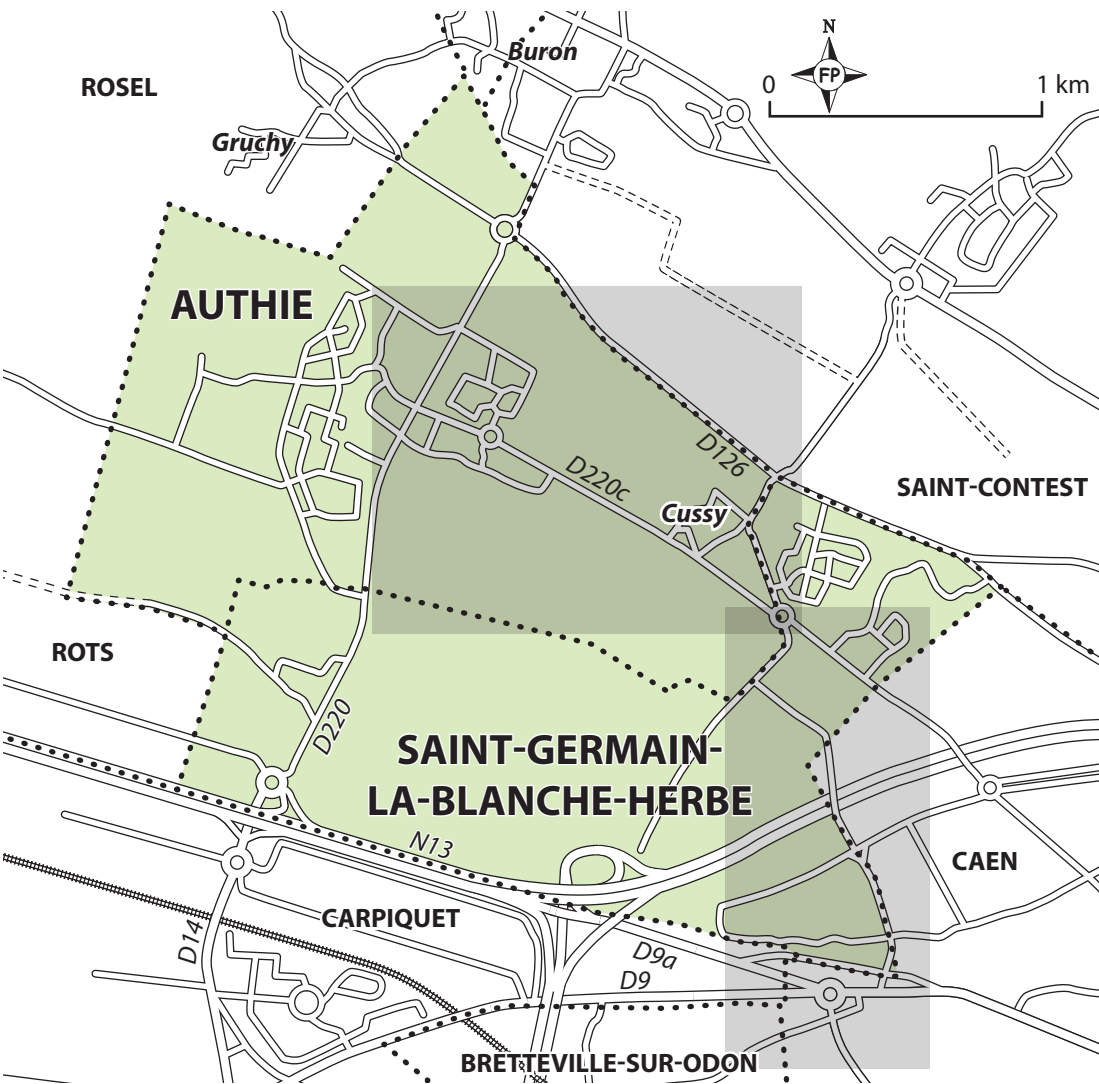 N
Buron
FP
ROSEL
0
1 km
Gruchy
AUTHIE
D126
D220c
SAINT-CONTEST
Cussy
ROTS
D220
SAINT-GERMAIN-
LA-BLANCHE-HERBE
N13
CAEN
CARPIQUET
D14
D9a
D9
BRETTEVILLE-SUR-ODON